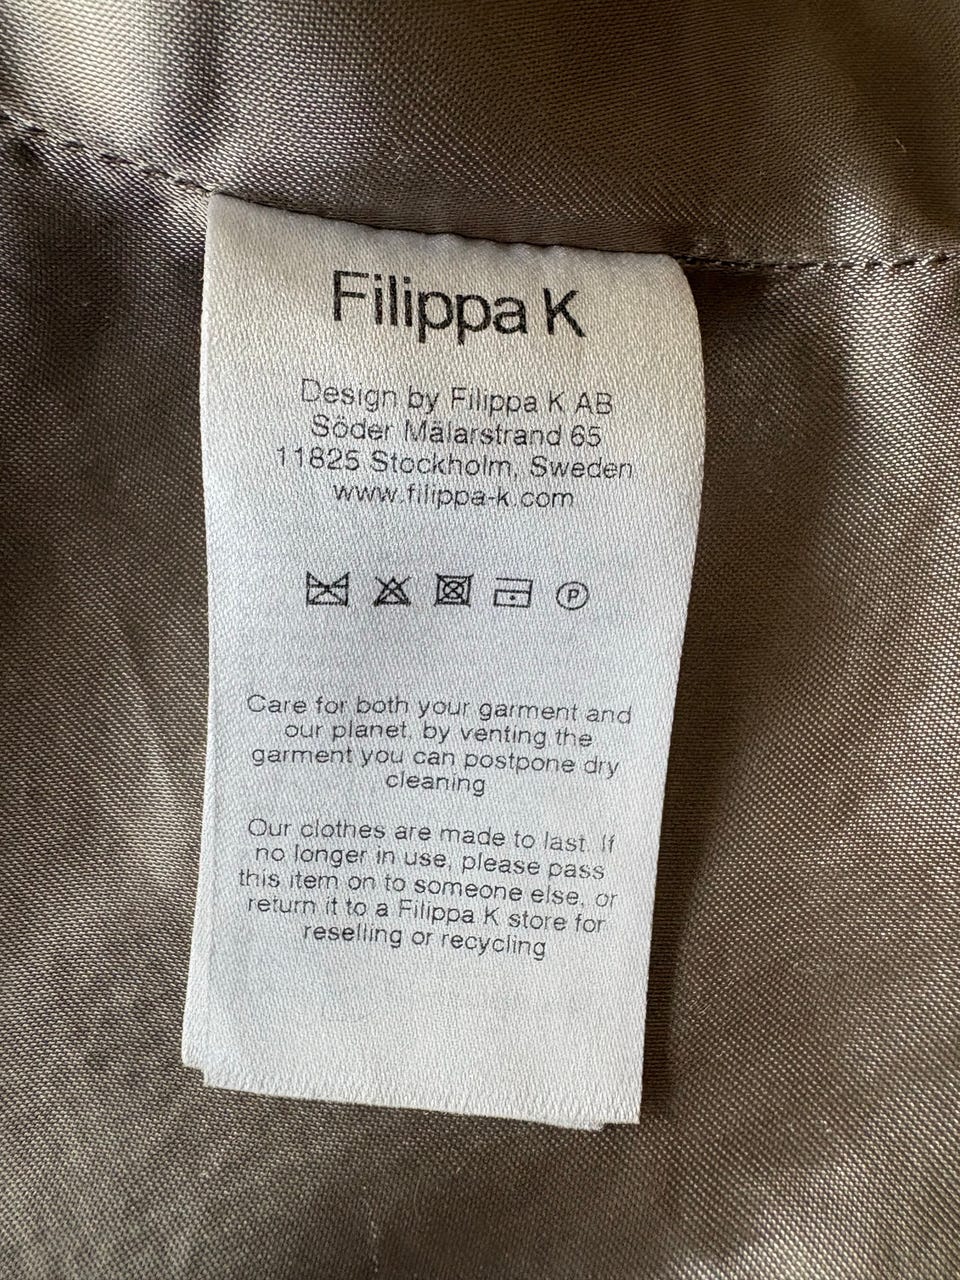 Filippa K
Design by Filippa K AB
Söder Mälarstrand 65
11825 Stockholm, Sweden
www.filippa-k.com
P
Care for both your garment and
our planet, by venting the
garment you can postpone dry
cleaning
Our clothes are made to last. If
no longer in use, please pass
this item on to someone else, or
return it to a Filippa K store for
reselling or recycling